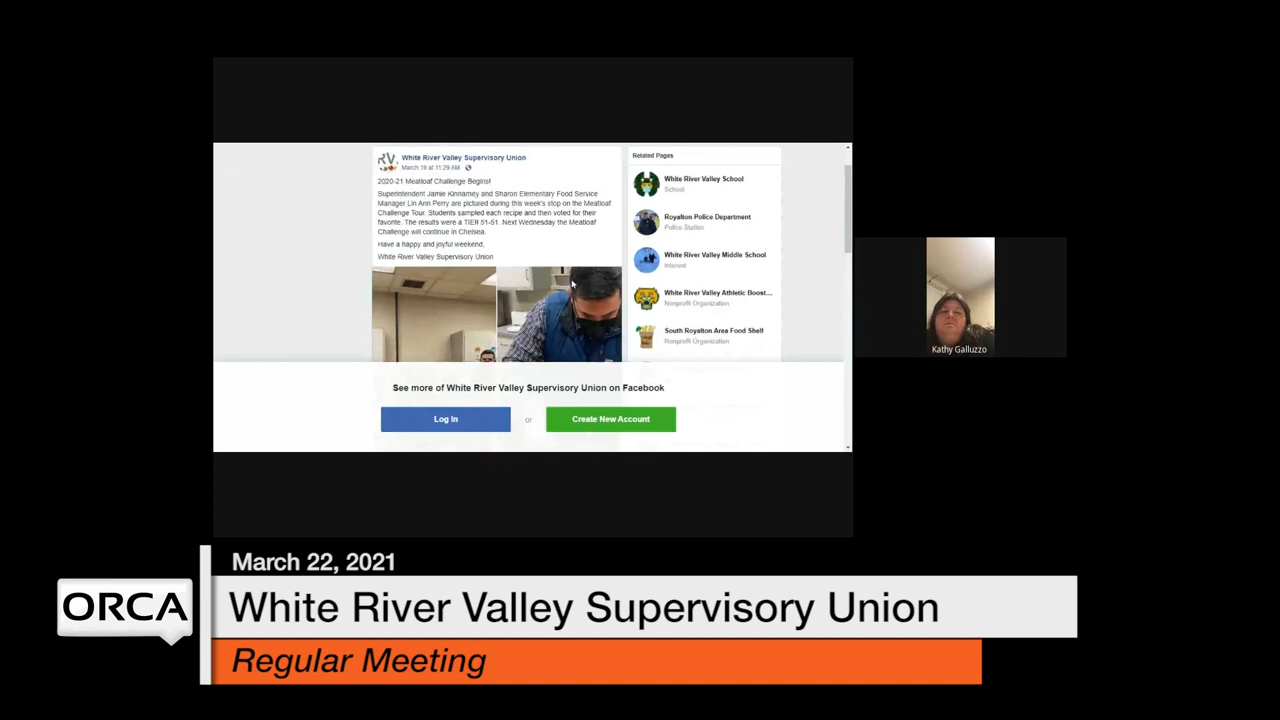 White River Valley Supervisory Union
March 19 at 11:29 AM
2020-21 Meatloaf Challenge Begins!
Superintendent Jamie Kinnarney and Sharon Elementary Food Service
Manager Lin Ann Perry are pictured during this week's stop on the Meatloaf
Challenge Tour. Students sampled each recipe and then voted for their
favorite. The results were a TIE!! 51-51. Next Wednesday the Meatloaf
Challenge will continue in Chelsea.
Have a happy and joyful weekend,
White River Valley Supervisory Union
Related Pages
White River Valley School
School
Royalton Police Department
Police Station
White River Valley Middle School
Interest
White River Valley Athletic Boost...
Nonprofit Organization
South Royalton Area Food Shelf
Nonprofit Organization
See more of White River Valley Supervisory Union on Facebook
Log In
or
Create New Account
Kathy Galluzzo
March 22, 2021
ORCA
White River Valley Supervisory Union
Regular Meeting